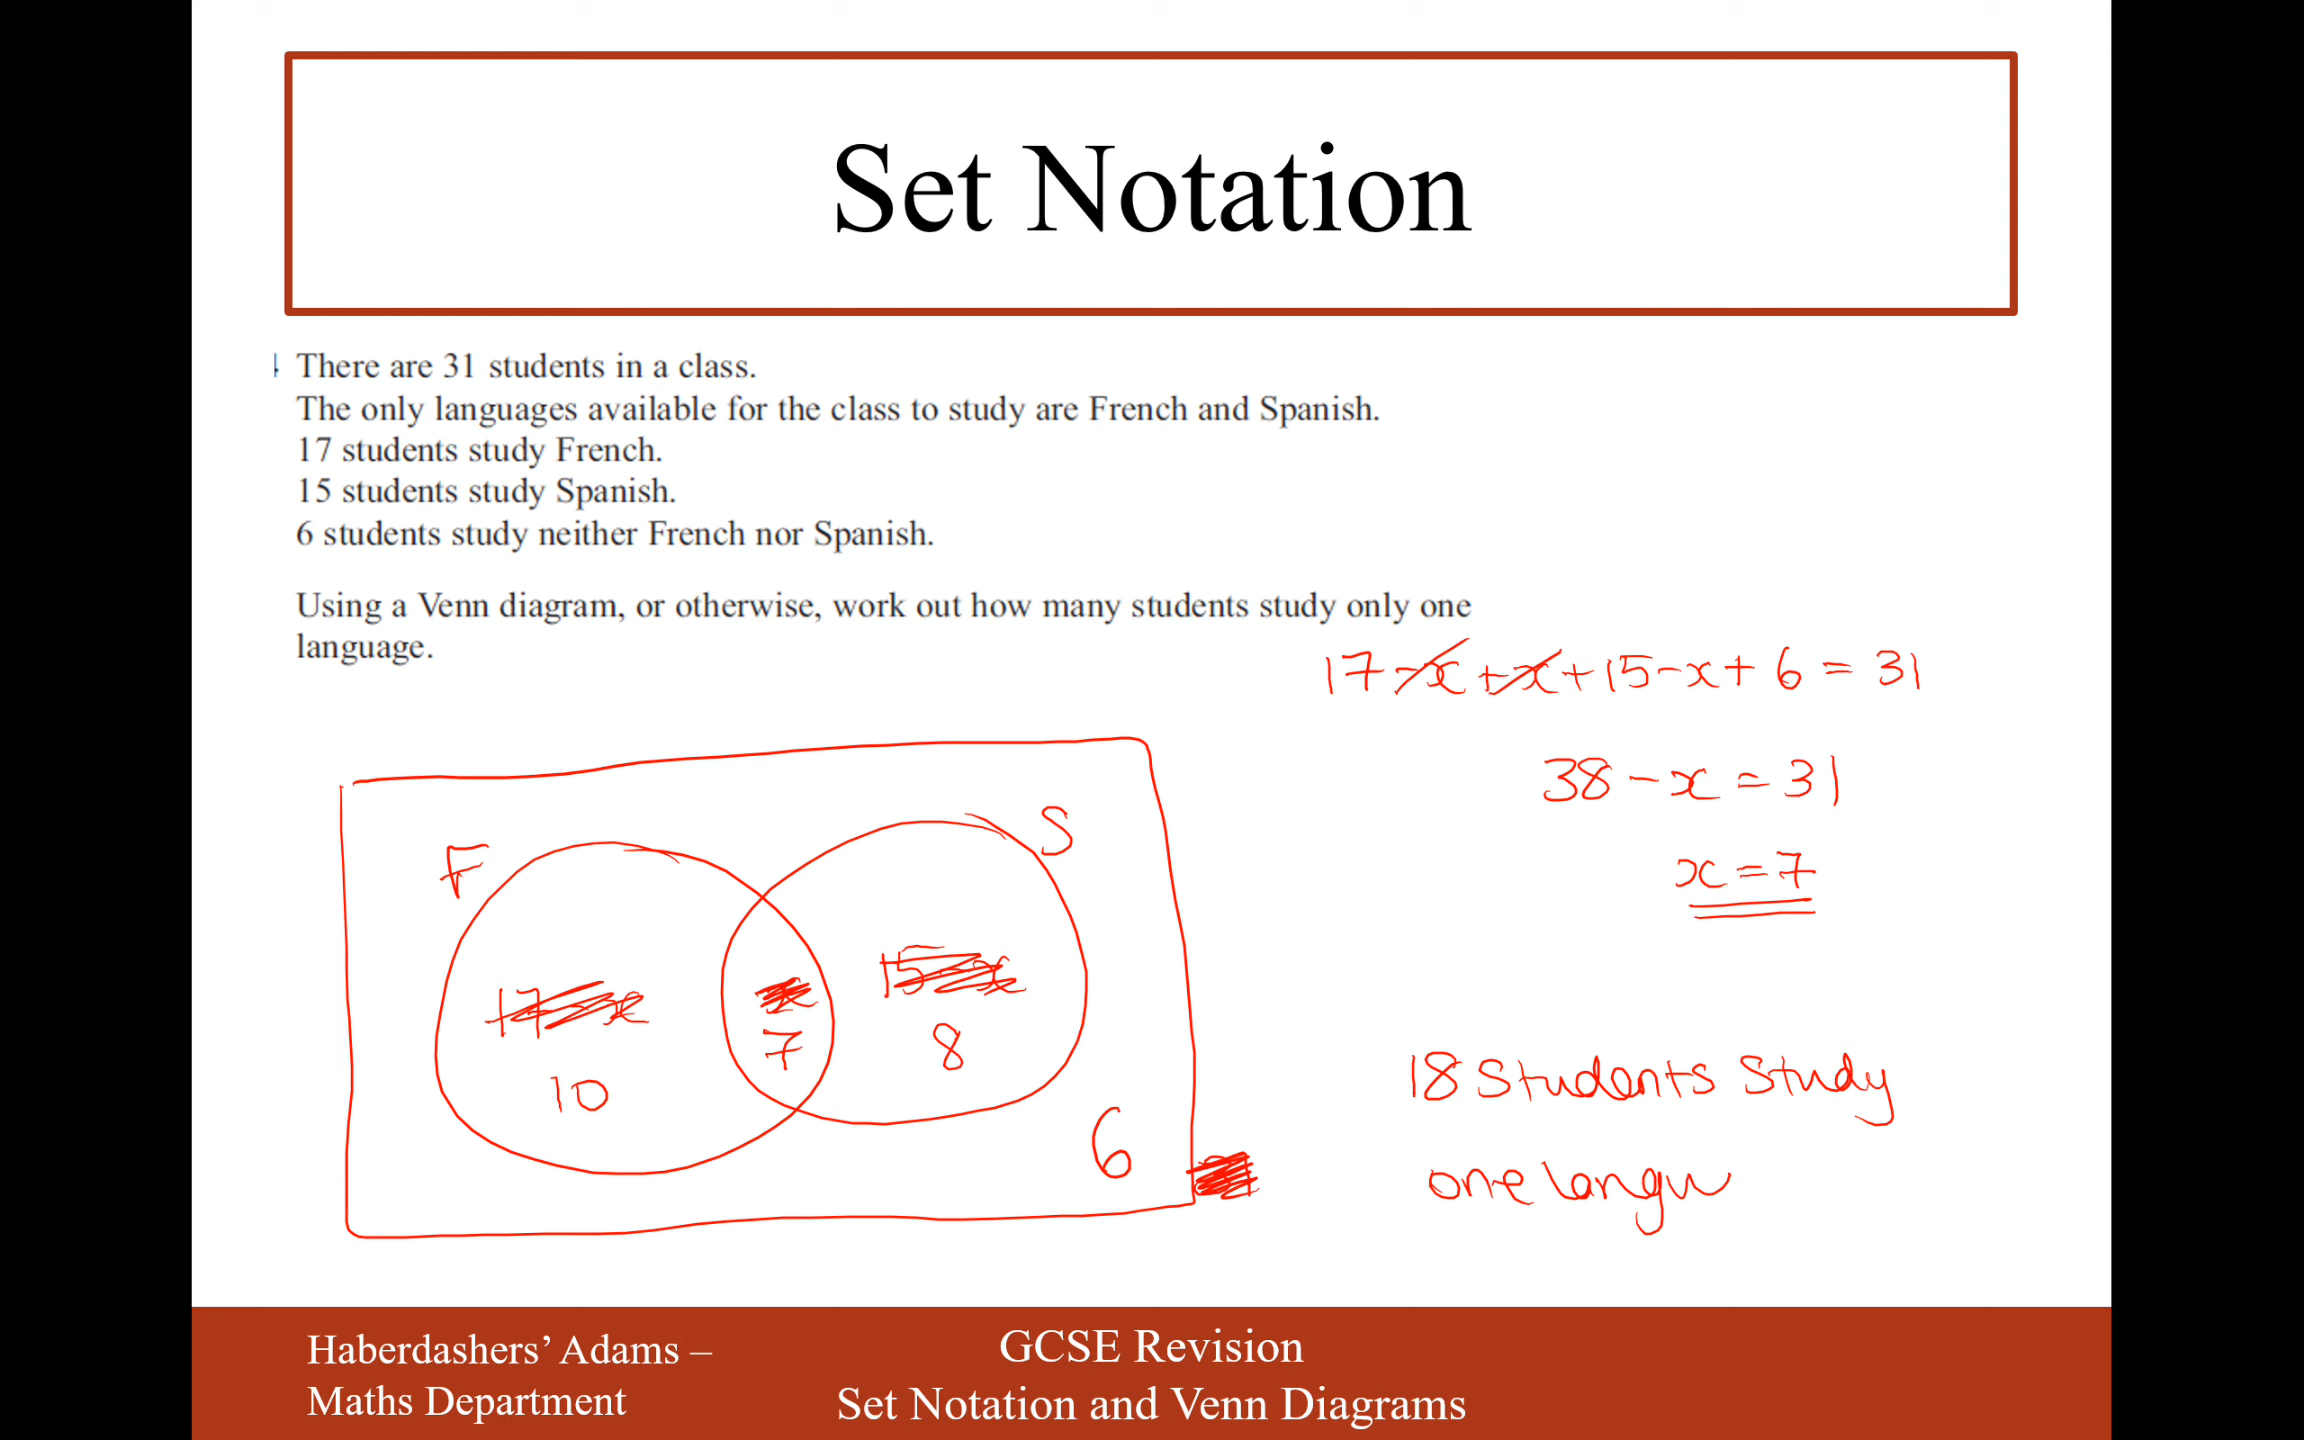 Set Notation
There are 31 students in a class.
The only languages available for the class to study are French and Spanish.
17 students study French.
15 students study Spanish.
6 students study neither French nor Spanish.
Using a Venn diagram, or otherwise, work out how many students study only one
language.
17-x+x+15-x+6=31
38-x=31
x=7
F
S
17-x
x
15-x
10
7
8
6
18 Students Study
one langu
Haberdashers' Adams –
Maths Department
GCSE Revision
Set Notation and Venn Diagrams